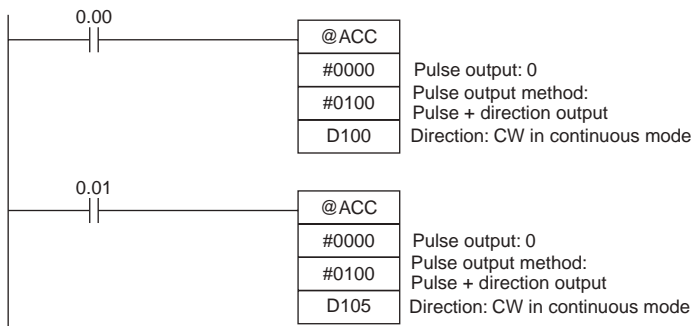 0.00
@ACC
#0000 Pulse output: 0
#0100 Pulse output method:
Pulse + direction output
D100 Direction: CW in continuous mode
0.01
@ACC
#0000 Pulse output: 0
#0100 Pulse output method:
Pulse + direction output
D105 Direction: CW in continuous mode